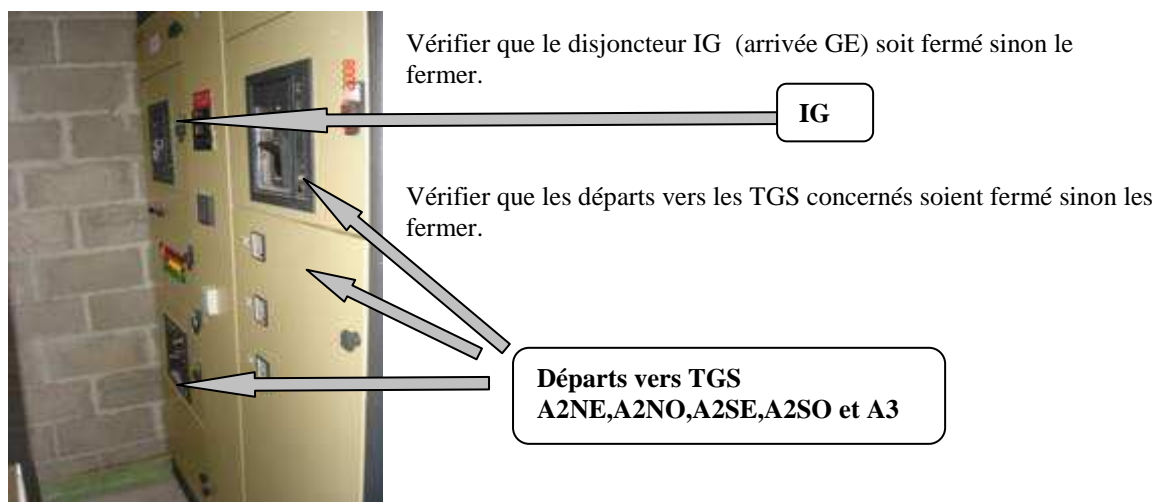 Vérifier que le disjoncteur IG (arrivée GE) soit fermé sinon le
fermer.
IG
Vérifier que les départs vers les TGS concernés soient fermé sinon les
fermer.
Départs vers TGS
A2NE,A2NO,A2SE,A2SO et A3